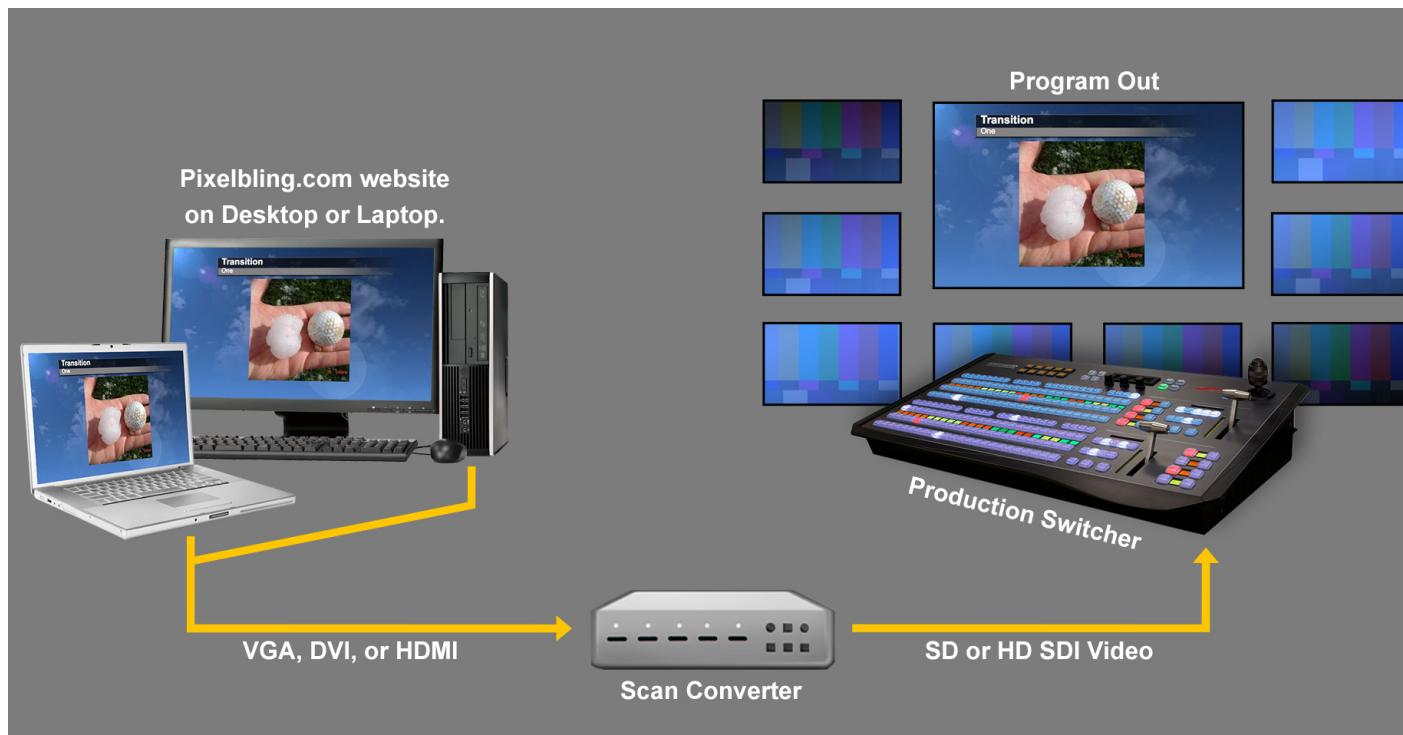 Program Out
Transition
One
Pixelbling.com website
on Desktop or Laptop.
Transition
One
Transition
One
Production Switcher
VGA, DVI, or HDMI
SD or HD SDI Video
Scan Converter